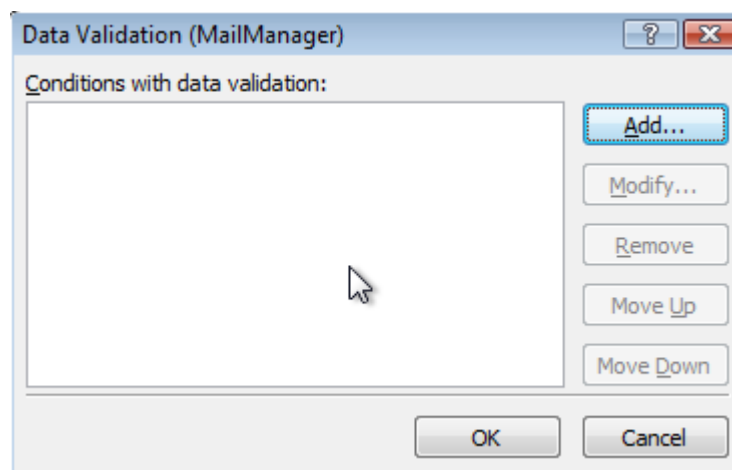 Data Validation (MailManager)
?
Conditions with data validation:
Add...
Modify...
Remove
Move Up
Move Down
OK
Cancel